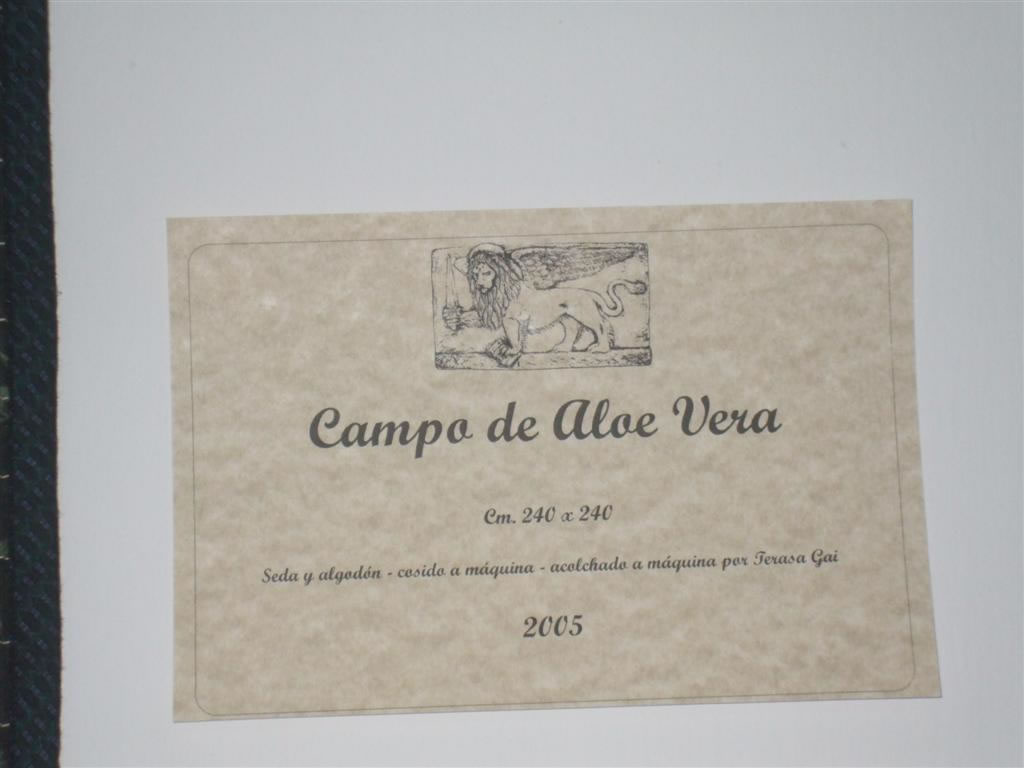 Campo de Aloe Vera
Cm. 240 x 240
Seda y algodón - cosido a máquina - acolchado a máquina por Terasa Gai
2005